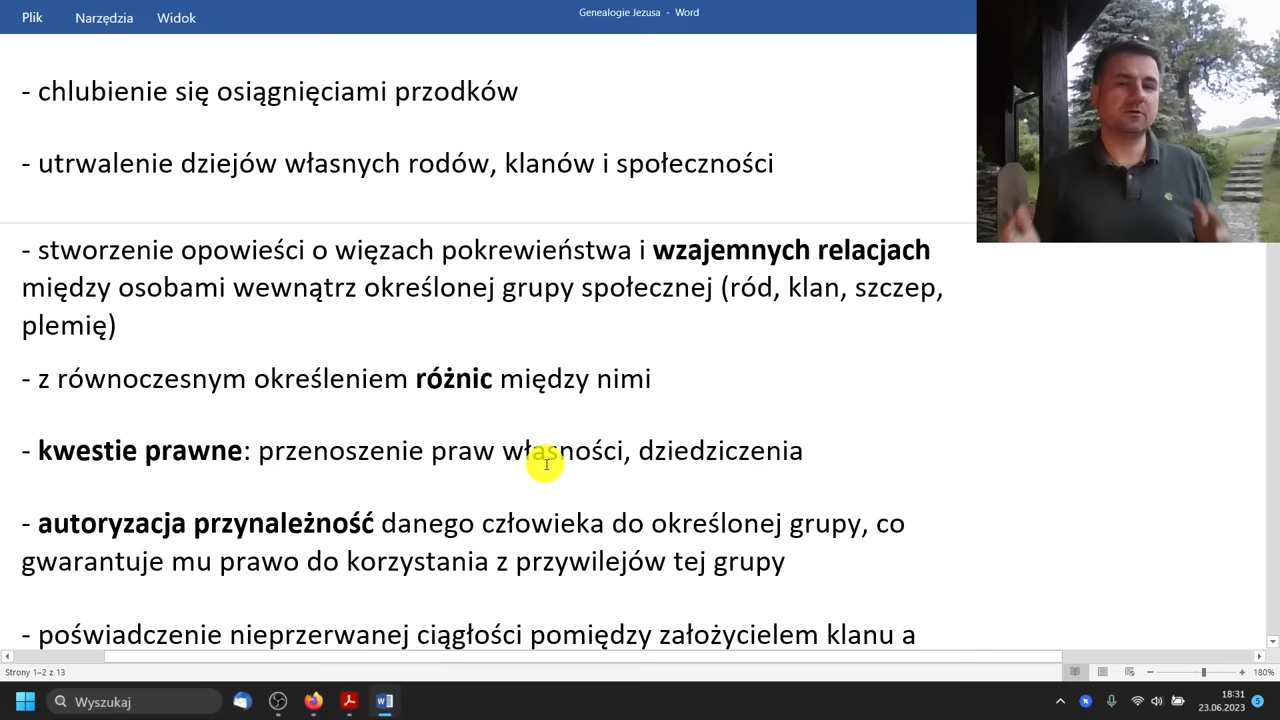 Genealogie Jezusa - Word
Plik Narzędzia Widok
- chlubienie się osiągnięciami przodków
- utrwalenie dziejów własnych rodów, klanów i społeczności
- stworzenie opowieści o więzach pokrewieństwa i wzajemnych relacjach
między osobami wewnątrz określonej grupy społecznej (ród, klan, szczep,
plemię)
- z równoczesnym określeniem różnic między nimi
- kwestie prawne: przenoszenie praw własności, dziedziczenia
- autoryzacja przynależność danego człowieka do określonej grupy, co
gwarantuje mu prawo do korzystania z przywilejów tej grupy
- poświadczenie nieprzerwanej ciągłości pomiędzy założycielem klanu a
Strony 1–2 z 13
180%
Wyszukaj
18:31
23.06.2023
5